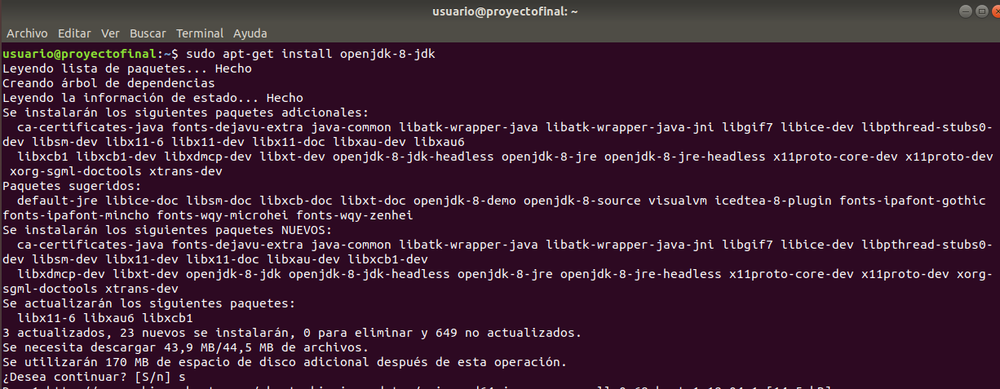 usuario@proyectofinal: ~
Archivo Editar Ver Buscar Terminal Ayuda
usuario@proyectofinal:~$ sudo apt-get install openjdk-8-jdk
Leyendo lista de paquetes... Hecho
Creando árbol de dependencias
Leyendo la información de estado... Hecho
Se instalarán los siguientes paquetes adicionales:
ca-certificates-java fonts-dejavu-extra java-common libatk-wrapper-java libatk-wrapper-java-jni libgif7 libice-dev libpthread-stubs0-
dev libsm-dev libx11-6 libx11-dev libx11-doc libxau-dev libxau6
libxcb1 libxcb1-dev libxdmcp-dev libxt-dev openjdk-8-jdk-headless openjdk-8-jre openjdk-8-jre-headless x11proto-core-dev x11proto-dev
xorg-sgml-doctools xtrans-dev
Paquetes sugeridos:
default-jre libice-doc libsm-doc libxcb-doc libxt-doc openjdk-8-demo openjdk-8-source visualvm icedtea-8-plugin fonts-ipafont-gothic
fonts-ipafont-mincho fonts-wqy-microhei fonts-wqy-zenhei
Se instalarán los siguientes paquetes NUEVOS:
ca-certificates-java fonts-dejavu-extra java-common libatk-wrapper-java libatk-wrapper-java-jni libgif7 libice-dev libpthread-stubs0-
dev libsm-dev libx11-dev libx11-doc libxau-dev libxcb1-dev
libxdmcp-dev libxt-dev openjdk-8-jdk openjdk-8-jdk-headless openjdk-8-jre openjdk-8-jre-headless x11proto-core-dev x11proto-dev xorg-
sgml-doctools xtrans-dev
Se actualizarán los siguientes paquetes:
libx11-6 libxau6 libxcb1
3 actualizados, 23 nuevos se instalarán, 0 para eliminar y 649 no actualizados.
Se necesita descargar 43,9 MB/44,5 MB de archivos.
Se utilizarán 170 MB de espacio de disco adicional después de esta operación.
¿Desea continuar? [S/n] s